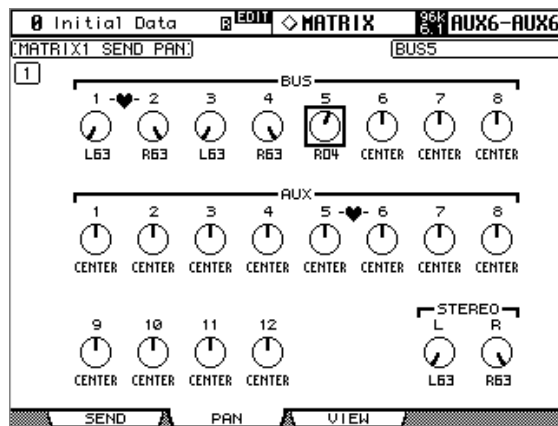 0 Initial Data EDIT ◇MATRIX 96k 6.1 AUX6-AUX6
MATRIX1 SEND PAN BUS5
1
BUS
1 -♥- 2 3 4 5 6 7 8
L63 R63 L63 R63 R04 CENTER CENTER CENTER
AUX
1 2 3 4 5 -♥- 6 7 8
CENTER CENTER CENTER CENTER CENTER CENTER CENTER CENTER
STEREO
9 10 11 12 L R
CENTER CENTER CENTER CENTER L63 R63
SEND PAN VIEW